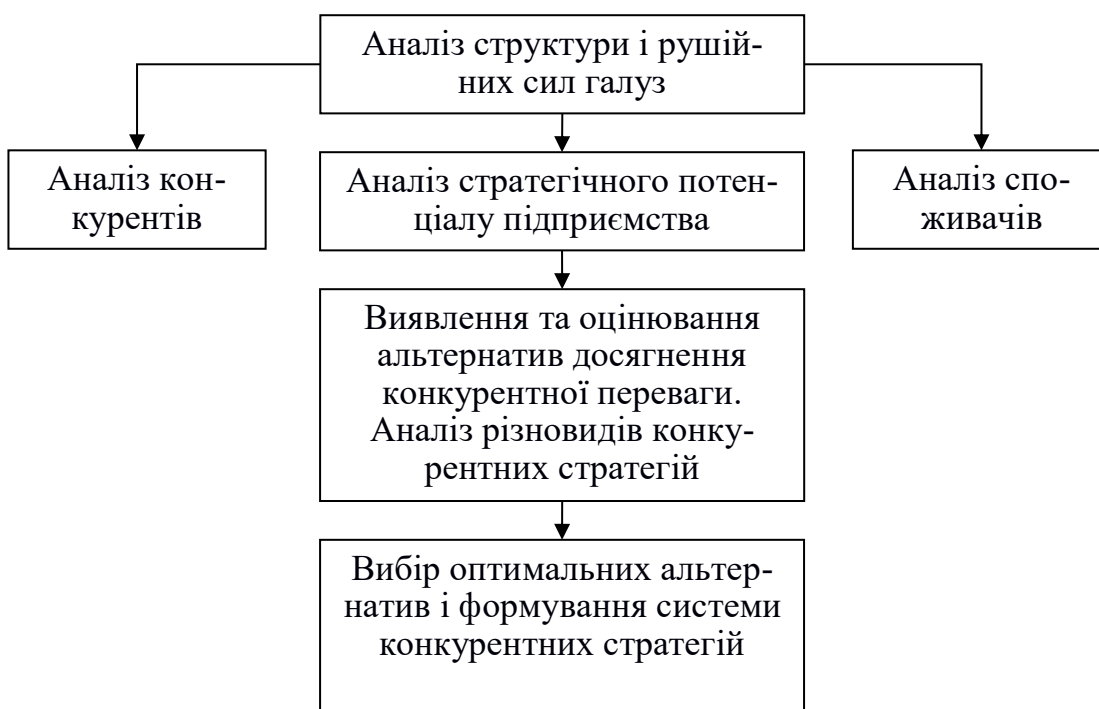 Аналіз структури і рушій-
них сил галуз
Аналіз кон-
курентів
Аналіз стратегічного потен-
ціалу підприємства
Аналіз спо-
живачів
Виявлення та оцінювання
альтернатив досягнення
конкурентної переваги.
Аналіз різновидів конку-
рентних стратегій
Вибір оптимальних альтер-
натив і формування системи
конкурентних стратегій